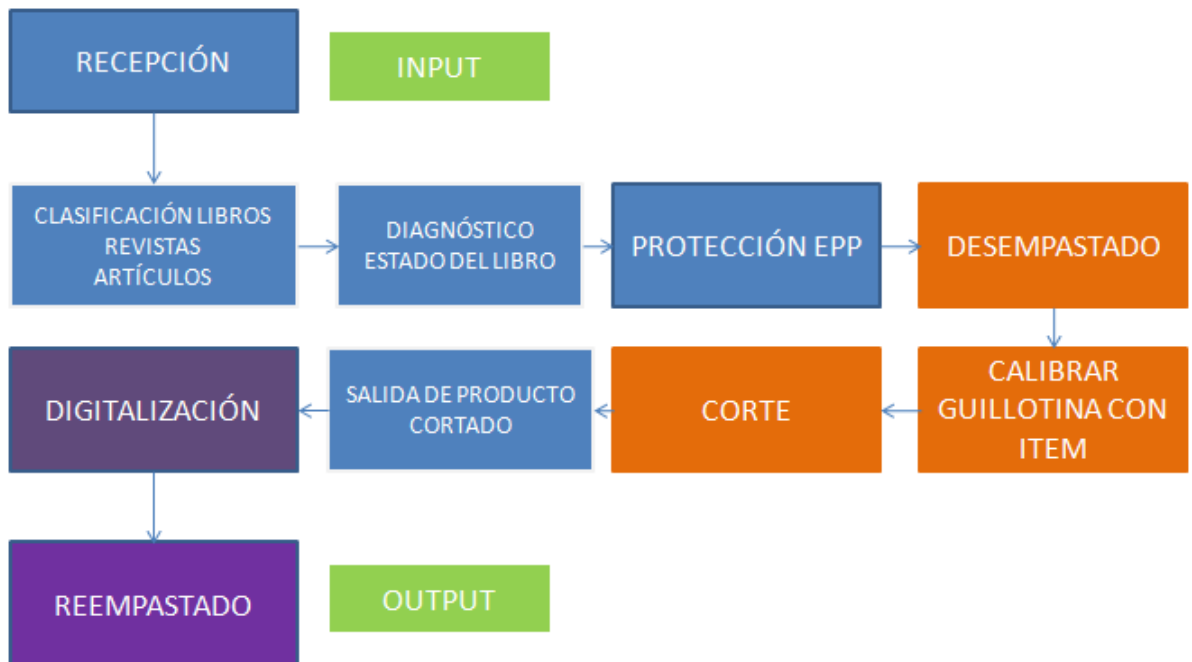 RECEPCIÓN
INPUT
CLASIFICACIÓN LIBROS
REVISTAS
ARTÍCULOS
DIAGNÓSTICO
ESTADO DEL LIBRO
PROTECCIÓN EPP
DESEMPASTADO
DIGITALIZACIÓN
SALIDA DE PRODUCTO
CORTADO
CORTE
CALIBRAR
GUILLOTINA CON
ITEM
REEMPASTADO
OUTPUT